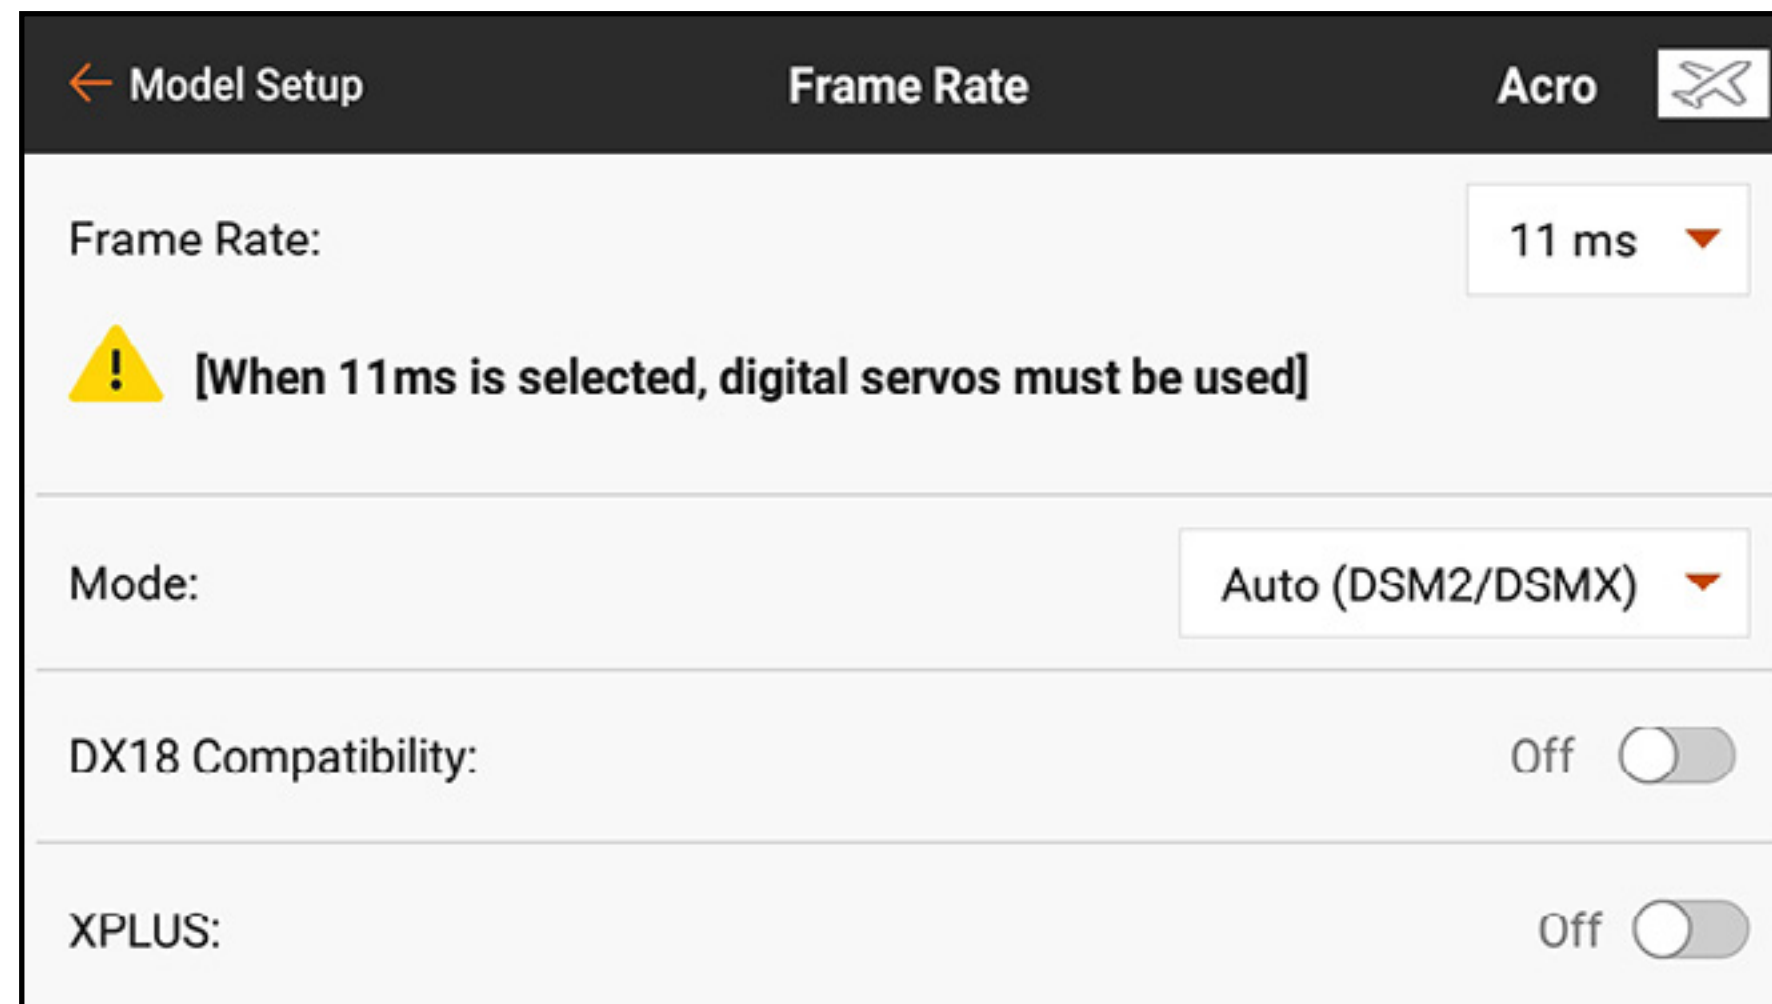 Model Setup
Frame Rate
Acro
Frame Rate:
11 ms
[When 11ms is selected, digital servos must be used]
Mode:
Auto (DSM2/DSMX)
DX18 Compatibility:
Off
XPLUS:
Off